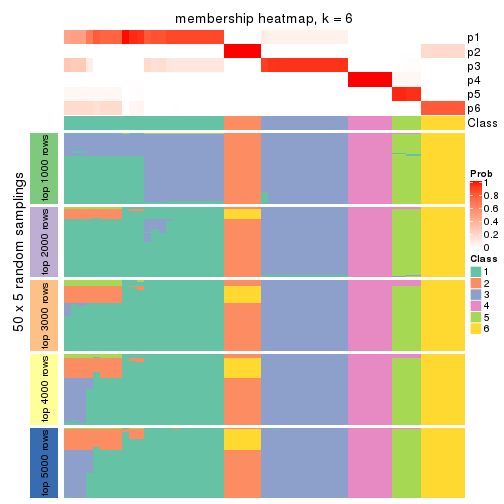 membership heatmap, k = 6
p1
p2
p3
p4
p5
p6
Class
50 x 5 random samplings
top 1000 rows
top 2000 rows
top 3000 rows
top 4000 rows
top 5000 rows
Prob
1
0.8
0.6
0.4
0.2
0
Class
1
2
3
4
5
6